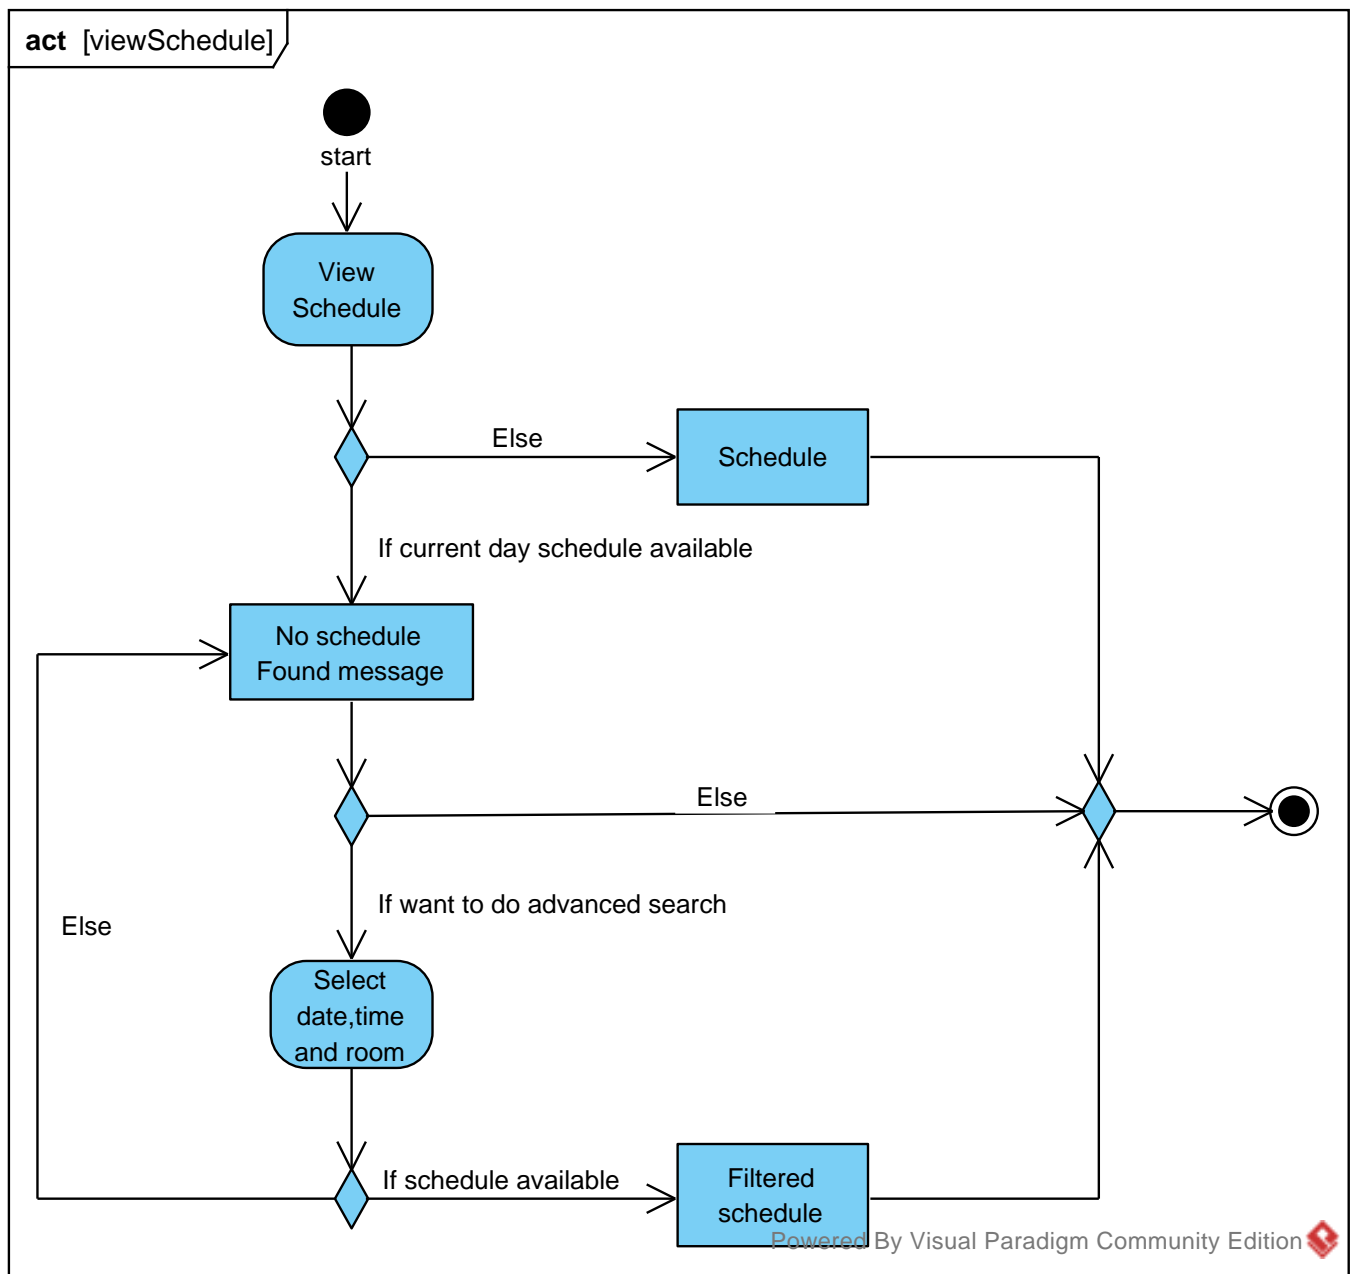 act [viewSchedule]
start
View
Schedule
Else
Schedule
If current day schedule available
No schedule
Found message
Else
If want to do advanced search
Else
Select
date,time
and room
If schedule available
Filtered
schedule
Powered By Visual Paradigm Community Edition